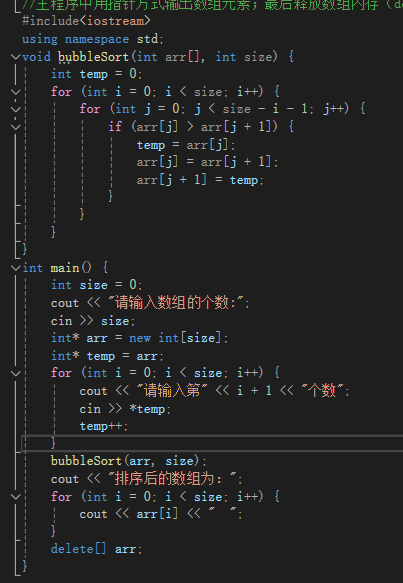 //主程序中用指针方式输出数组元素；最后释放数组内存（de
#include<iostream>
using namespace std;
void bubbleSort(int arr[], int size) {
    int temp = 0;
    for (int i = 0; i < size; i++) {
        for (int j = 0; j < size - i - 1; j++) {
            if (arr[j] > arr[j + 1]) {
                temp = arr[j];
                arr[j] = arr[j + 1];
                arr[j + 1] = temp;
            }
        }
    }
}
int main() {
    int size = 0;
    cout << "请输入数组的个数:";
    cin >> size;
    int* arr = new int[size];
    int* temp = arr;
    for (int i = 0; i < size; i++) {
        cout << "请输入第" << i + 1 << "个数";
        cin >> *temp;
        temp++;
    }
    bubbleSort(arr, size);
    cout << "排序后的数组为：";
    for (int i = 0; i < size; i++) {
        cout << arr[i] << "  ";
    }
    delete[] arr;
}